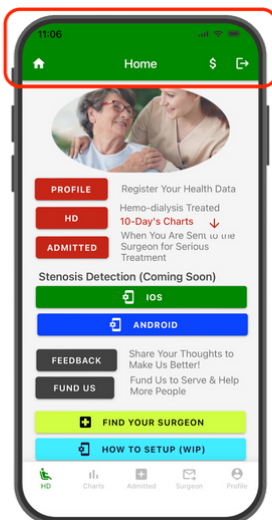 11:06
Home $
PROFILE Register Your Health Data
HD Hemo-dialysis Treated
10-Day's Charts
ADMITTED When You Are Sent to the
Surgeon for Serious
Treatment
Stenosis Detection (Coming Soon)
IOS
ANDROID
FEEDBACK Share Your Thoughts to
Make Us Better!
FUND US Fund Us to Serve & Help
More People
FIND YOUR SURGEON
HOW TO SETUP (WIP)
HD Charts Admitted Surgeon Profile